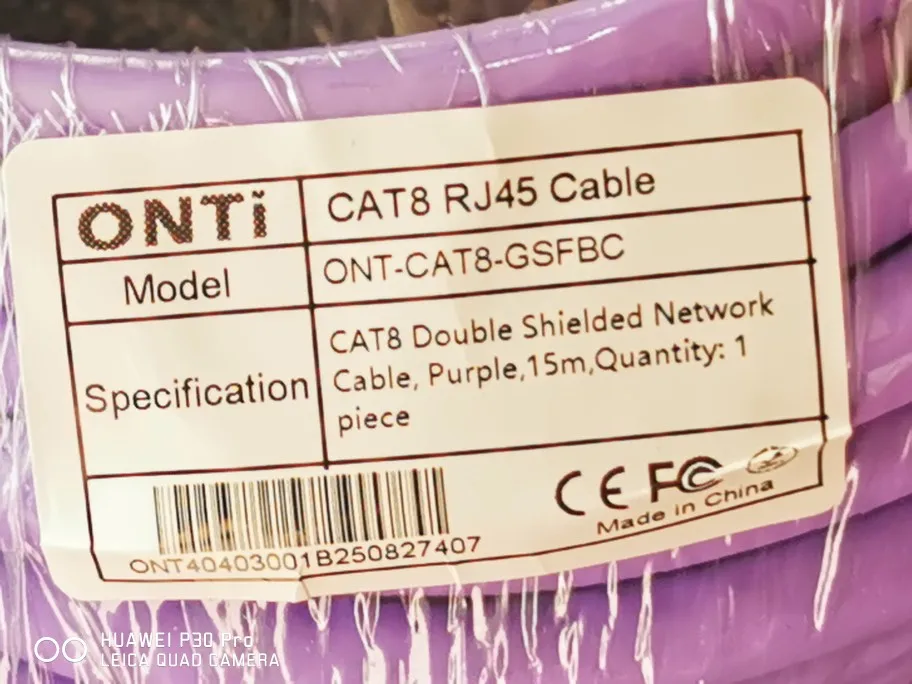 ONTi
CAT8 RJ45 Cable
Model
ONT-CAT8-GSFBC
Specification
CAT8 Double Shielded Network
Cable, Purple,15m,Quantity: 1
piece
ONT40403001B250827407
CE FC
Made in China
HUAWEI P30 Pro
LEICA QUAD CAMERA